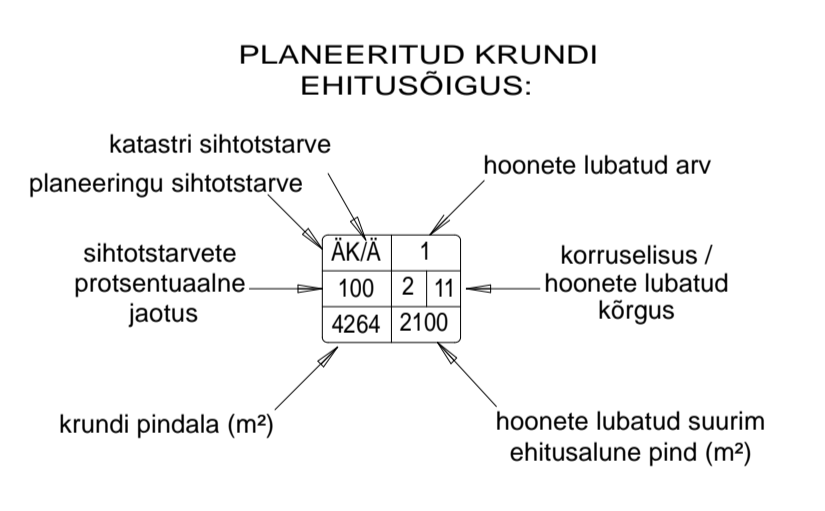 PLANEERITUD KRUNDI
EHITUSÕIGUS:
katastri sihtotstarve
planeeringu sihtotstarve
hoonete lubatud arv
sihtotstarvete
protsentuaalne
jaotus
ÄK/Ä 1
100 2 11
4264 2100
korruselisus /
hoonete lubatud
kõrgus
krundi pindala (m²)
hoonete lubatud suurim
ehitusalune pind (m²)